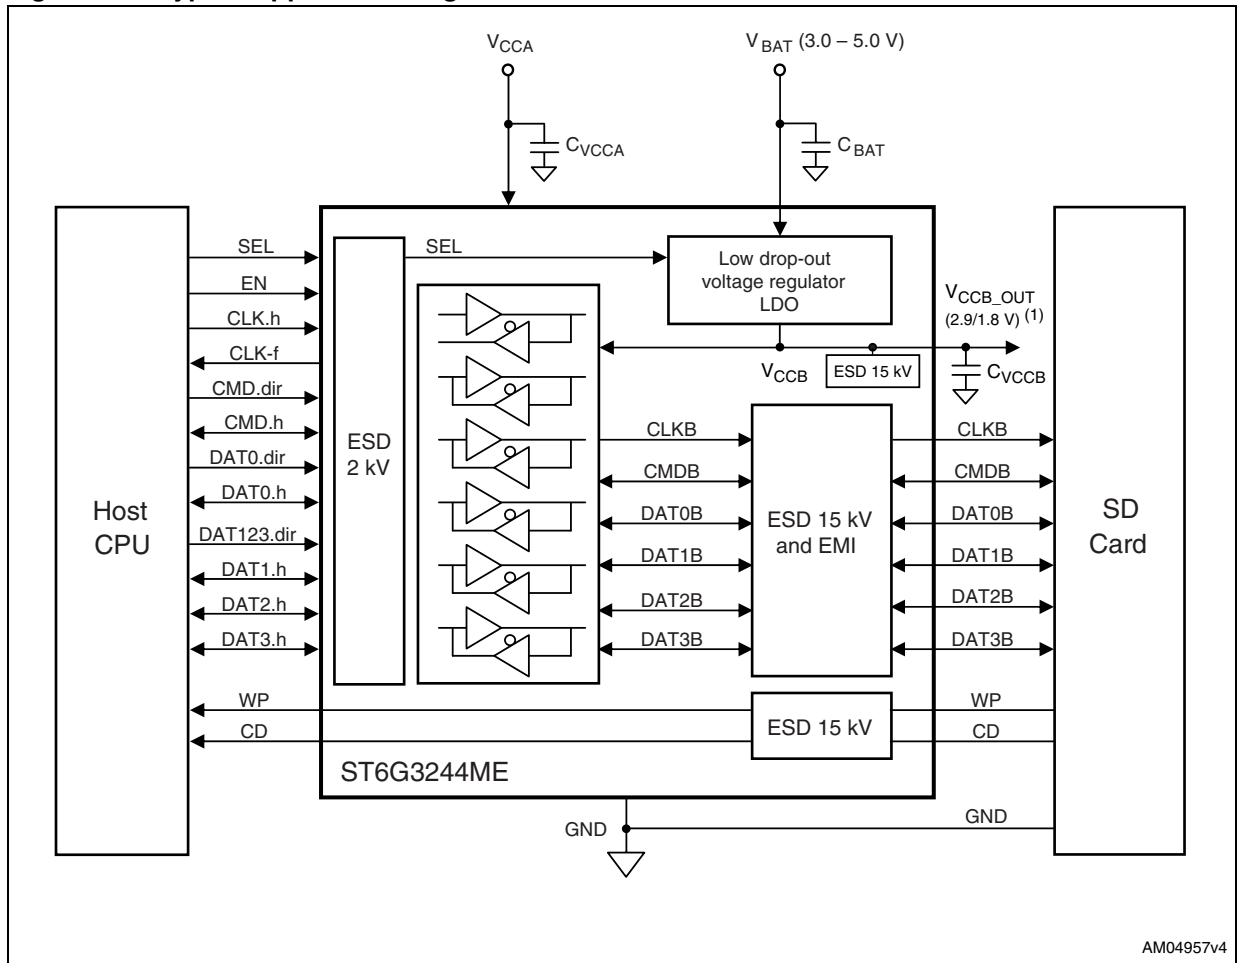 V CCA
V BAT (3.0 – 5.0 V)
C VCCA
C BAT
SEL
EN
CLK.h
CLK-f
CMD.dir
CMD.h
DAT0.dir
DAT0.h
DAT123.dir
DAT1.h
DAT2.h
DAT3.h
WP
CD
Host
CPU
ESD
2 kV
SEL
Low drop-out
voltage regulator
LDO
VCCB_OUT
(2.9/1.8 V) (1)
VCCB
ESD 15 kV
CVCCB
CLKB
CMDB
DAT0B
DAT1B
DAT2B
DAT3B
ESD 15 kV
and EMI
CLKB
CMDB
DAT0B
DAT1B
DAT2B
DAT3B
ESD 15 kV
WP
CD
SD
Card
ST6G3244ME
GND
GND
AM04957v4